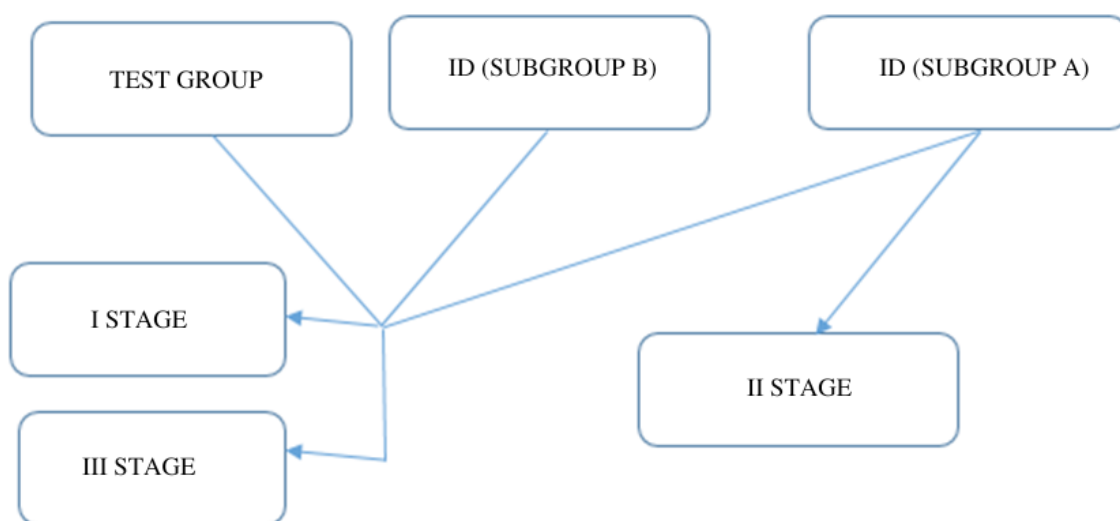 TEST GROUP
ID (SUBGROUP B)
ID (SUBGROUP A)
I STAGE
II STAGE
III STAGE